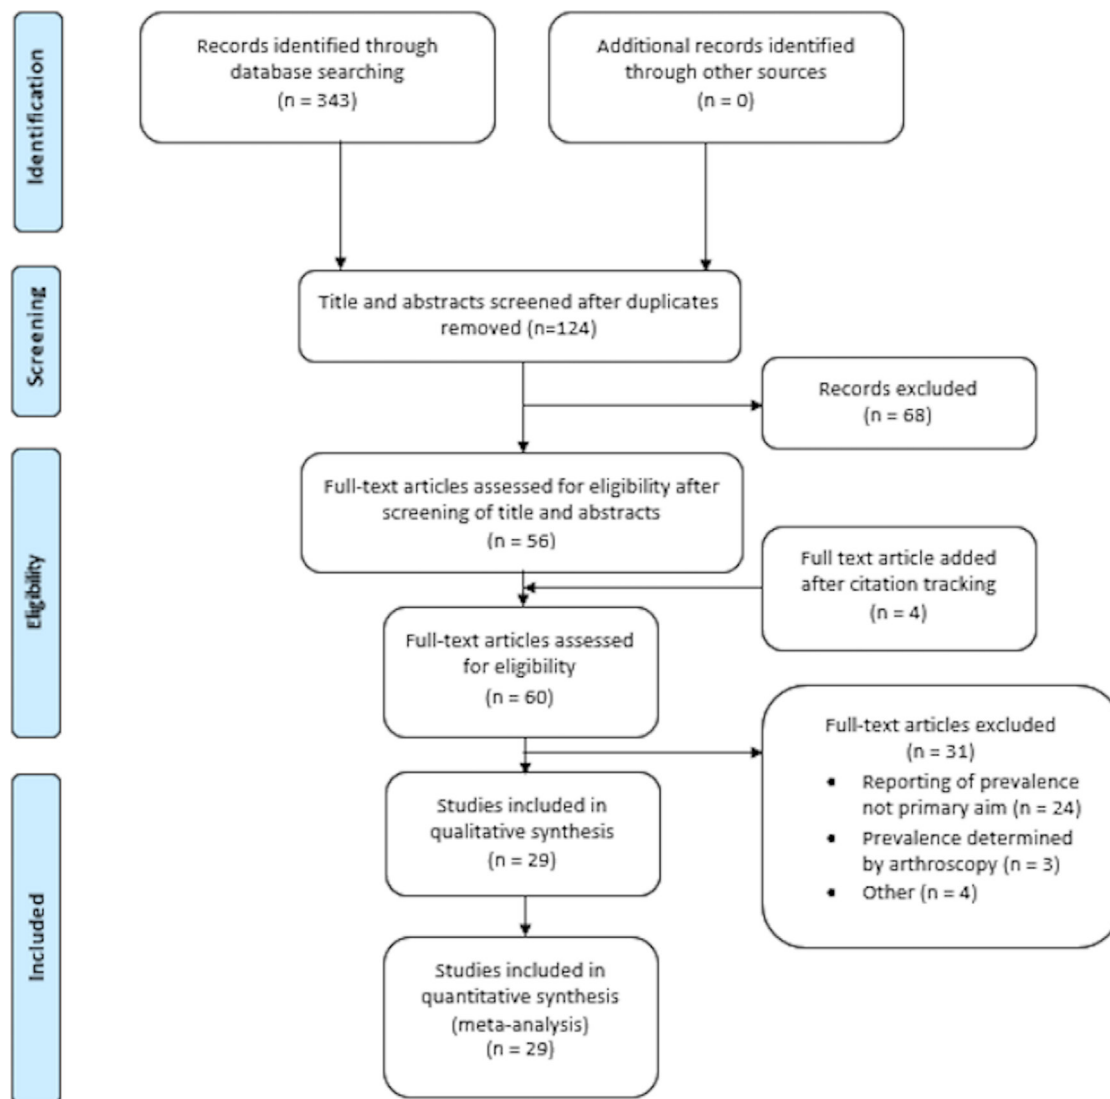 Identification
Records identified through
database searching
(n = 343)
Additional records identified
through other sources
(n = 0)
Screening
Title and abstracts screened after duplicates
removed (n=124)
Records excluded
(n = 68)
Eligibility
Full-text articles assessed for eligibility after
screening of title and abstracts
(n = 56)
Full text article added
after citation tracking
(n = 4)
Full-text articles assessed
for eligibility
(n = 60)
Full-text articles excluded
(n = 31)
• Reporting of prevalence
not primary aim (n = 24)
• Prevalence determined
by arthroscopy (n = 3)
• Other (n = 4)
Included
Studies included in
qualitative synthesis
(n = 29)
Studies included in
quantitative synthesis
(meta-analysis)
(n = 29)